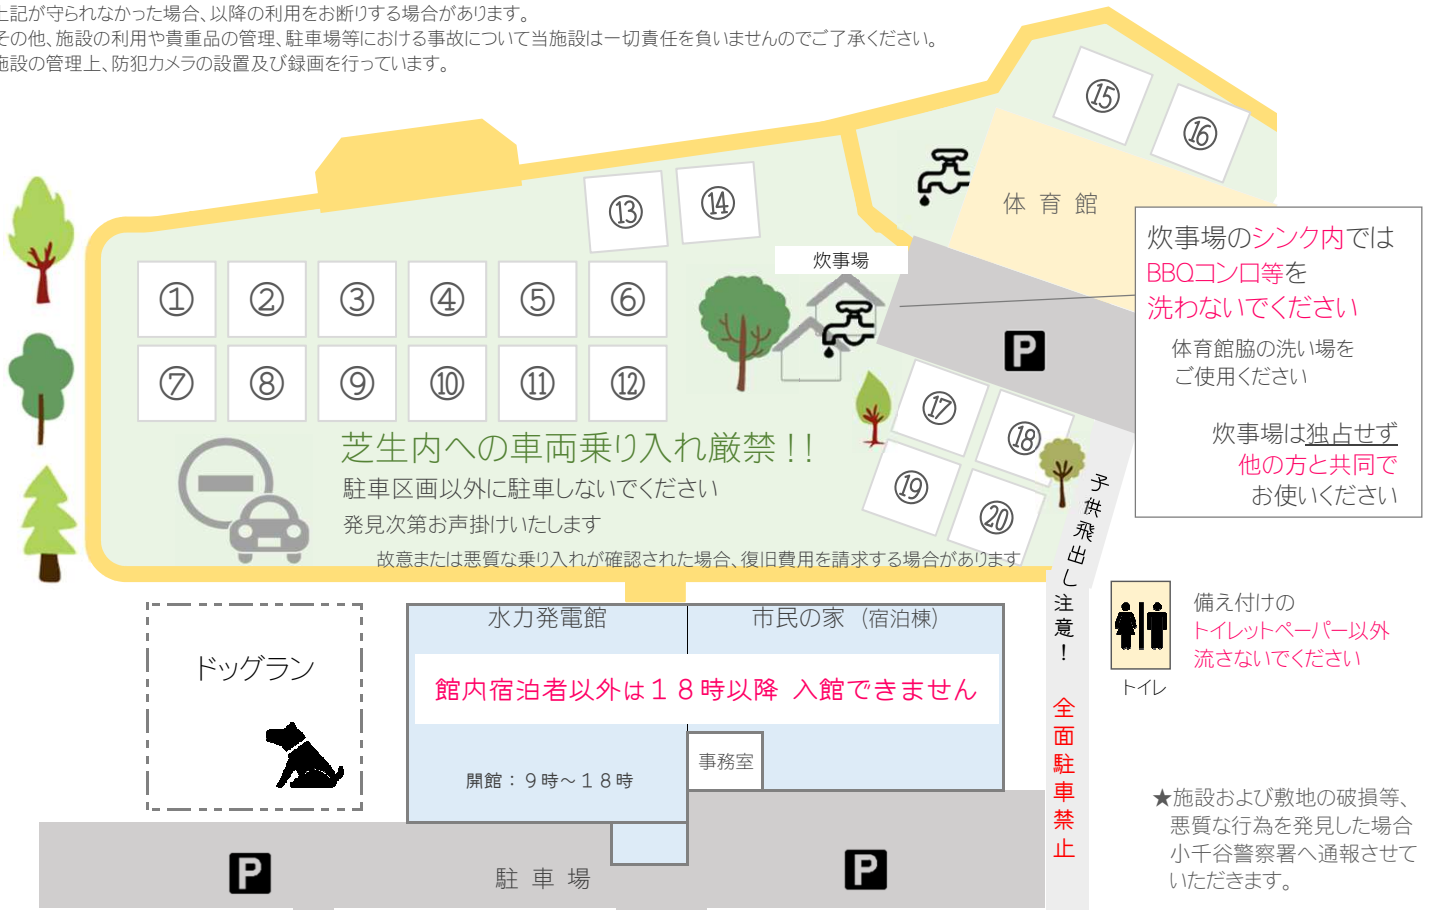 上記が守られなかった場合、以降の利用をお断りする場合があります。
その他、施設の利用や貴重品の管理、駐車場等における事故について当施設は一切責任を負いませんのでご了承ください。
施設の管理上、防犯カメラの設置及び録画を行っています。
⑮
⑯
⑬
⑭
体育館
炊事場
①
②
③
④
⑤
⑥
⑦
⑧
⑨
⑩
⑪
⑫
P
⑰
⑱
⑲
⑳
炊事場のシンク内では
BBQコンロ等を
洗わないでください
体育館脇の洗い場を
ご使用ください
炊事場は独占せず
他の方と共同で
お使いください
芝生内への車両乗り入れ厳禁!!
駐車区画以外に駐車しないでください
発見次第お声掛けいたします
故意または悪質な乗り入れが確認された場合、復旧費用を請求する場合があります
子供飛出し注意!
全面駐車禁止
備え付けの
トイレットペーパー以外
流さないでください
トイレ
ドッグラン
水力発電館
市民の家(宿泊棟)
館内宿泊者以外は18時以降 入館できません
事務室
開館:9時~18時
P
駐車場
P
★施設および敷地の破損等、
悪質な行為を発見した場合
小千谷警察署へ通報させて
いただきます。